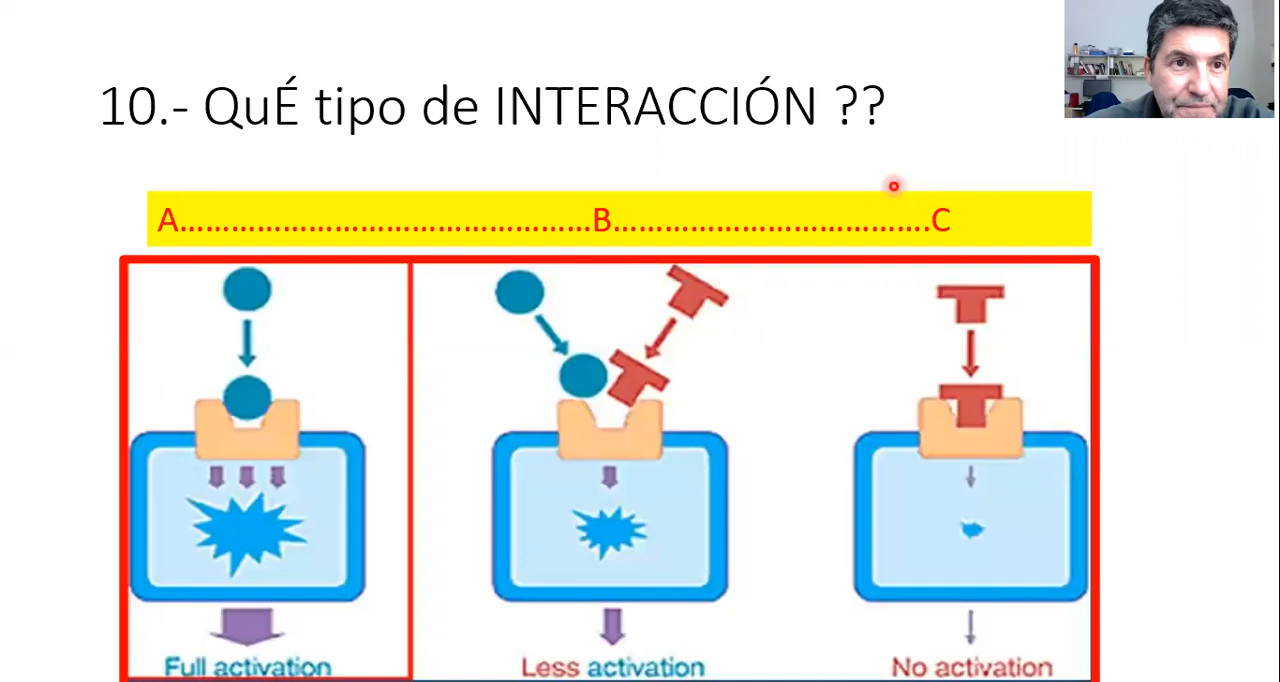 10.- QuÉ tipo de INTERACCIÓN ??
A……………………………………….....B……………………………….C
Full activation
Less activation
No activation